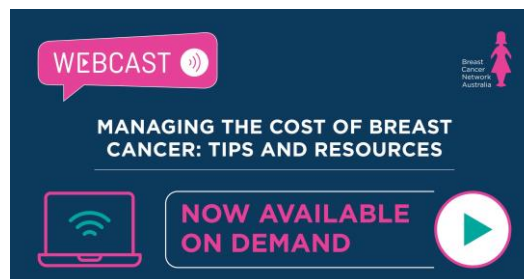 WEBCAST
Breast
Cancer
Network
Australia
MANAGING THE COST OF BREAST
CANCER: TIPS AND RESOURCES
NOW AVAILABLE
ON DEMAND